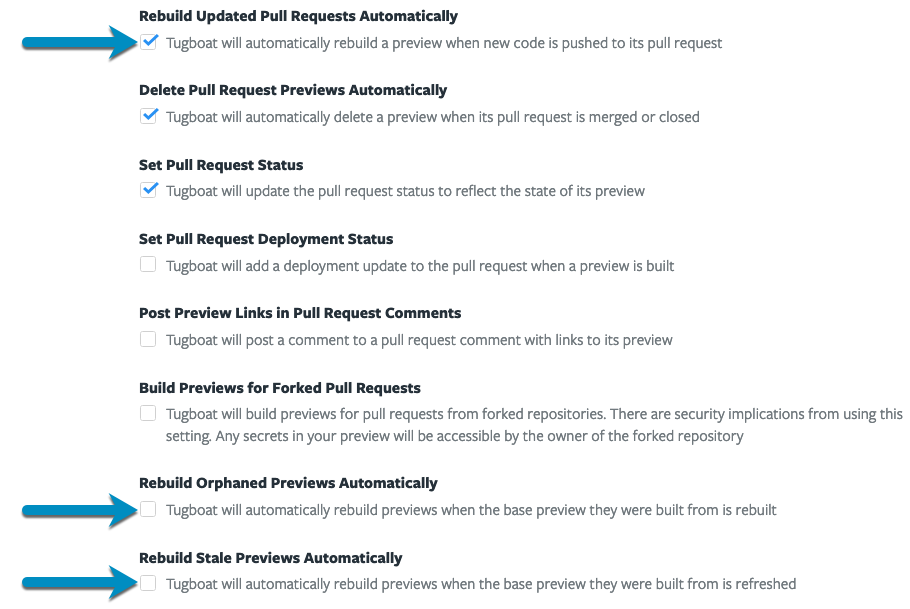 Rebuild Updated Pull Requests Automatically
Tugboat will automatically rebuild a preview when new code is pushed to its pull request
Delete Pull Request Previews Automatically
Tugboat will automatically delete a preview when its pull request is merged or closed
Set Pull Request Status
Tugboat will update the pull request status to reflect the state of its preview
Set Pull Request Deployment Status
Tugboat will add a deployment update to the pull request when a preview is built
Post Preview Links in Pull Request Comments
Tugboat will post a comment to a pull request comment with links to its preview
Build Previews for Forked Pull Requests
Tugboat will build previews for pull requests from forked repositories. There are security implications from using this
setting. Any secrets in your preview will be accessible by the owner of the forked repository
Rebuild Orphaned Previews Automatically
Tugboat will automatically rebuild previews when the base preview they were built from is rebuilt
Rebuild Stale Previews Automatically
Tugboat will automatically rebuild previews when the base preview they were built from is refreshed